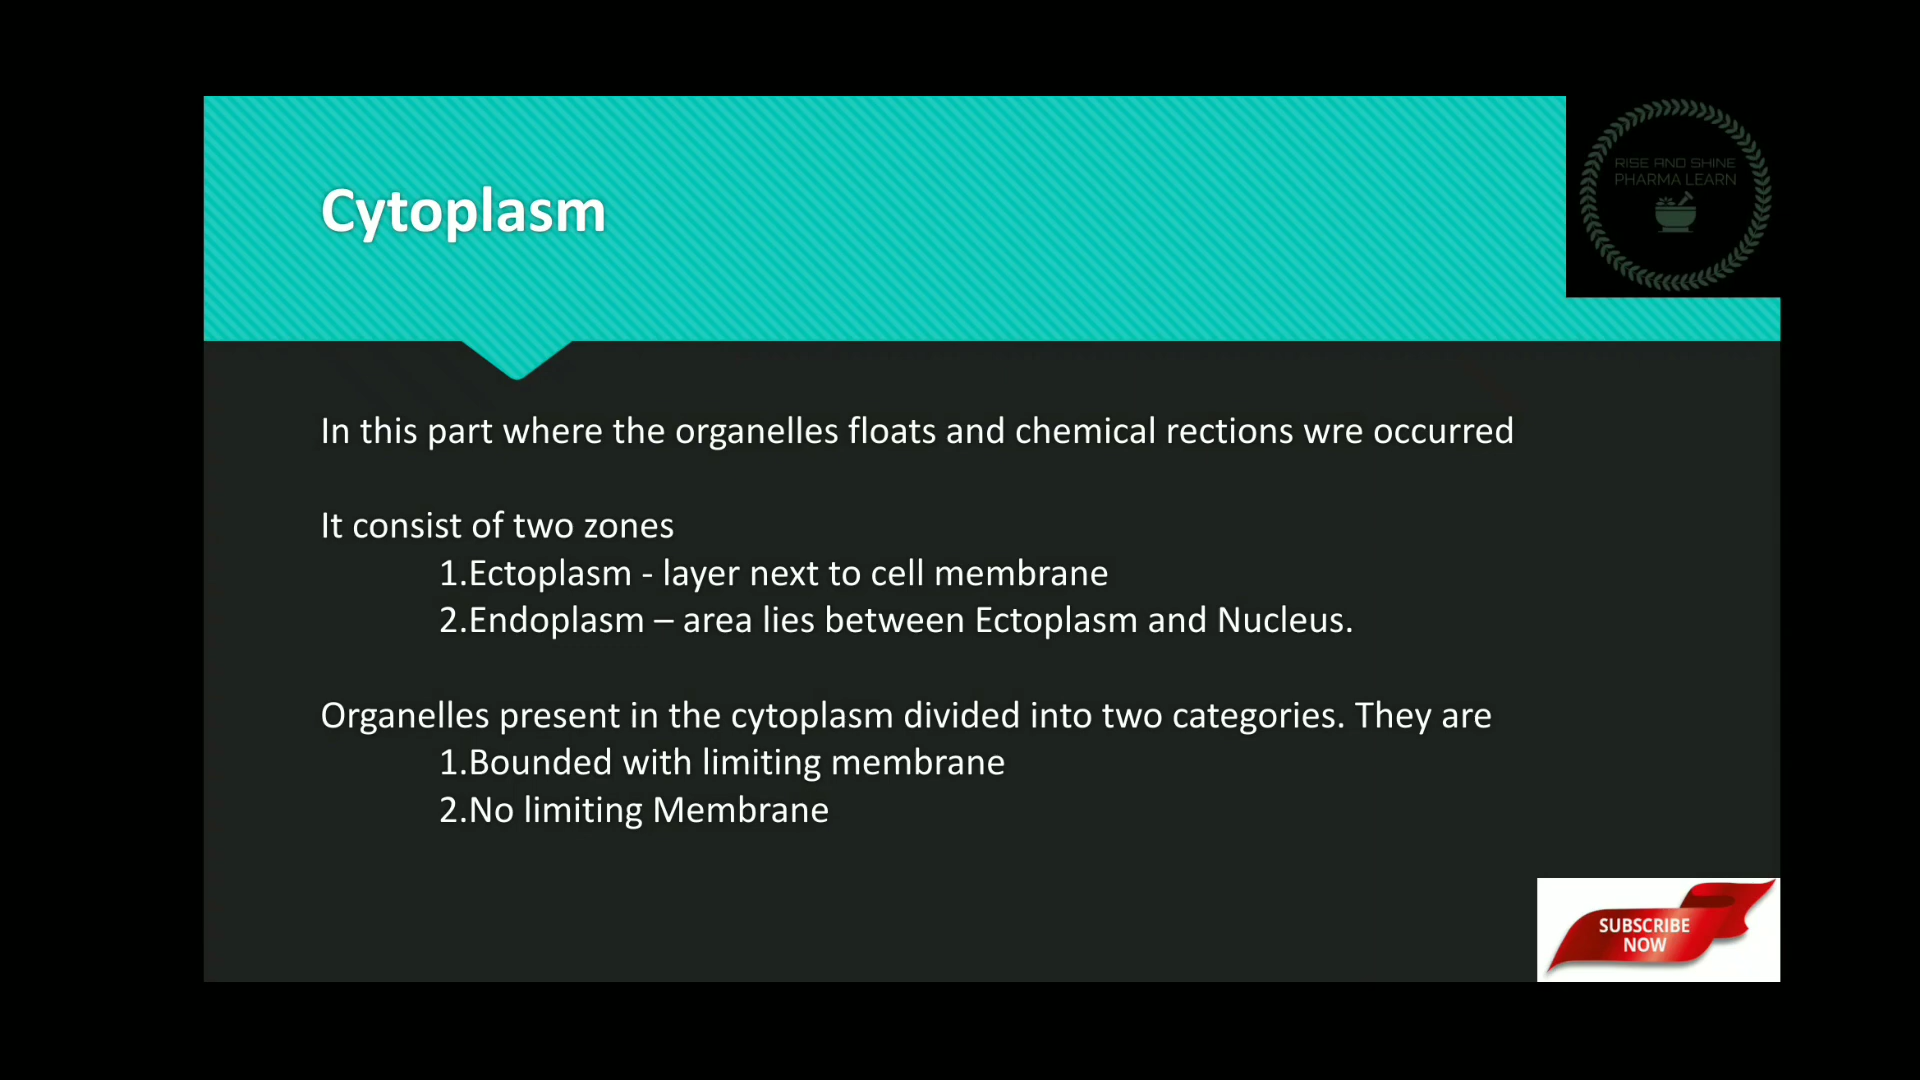 RISE AND SHINE
PHARMA LEARN
Cytoplasm
In this part where the organelles floats and chemical rections wre occurred
It consist of two zones
1.Ectoplasm - layer next to cell membrane
2.Endoplasm – area lies between Ectoplasm and Nucleus.
Organelles present in the cytoplasm divided into two categories. They are
1.Bounded with limiting membrane
2.No limiting Membrane
SUBSCRIBE
NOW